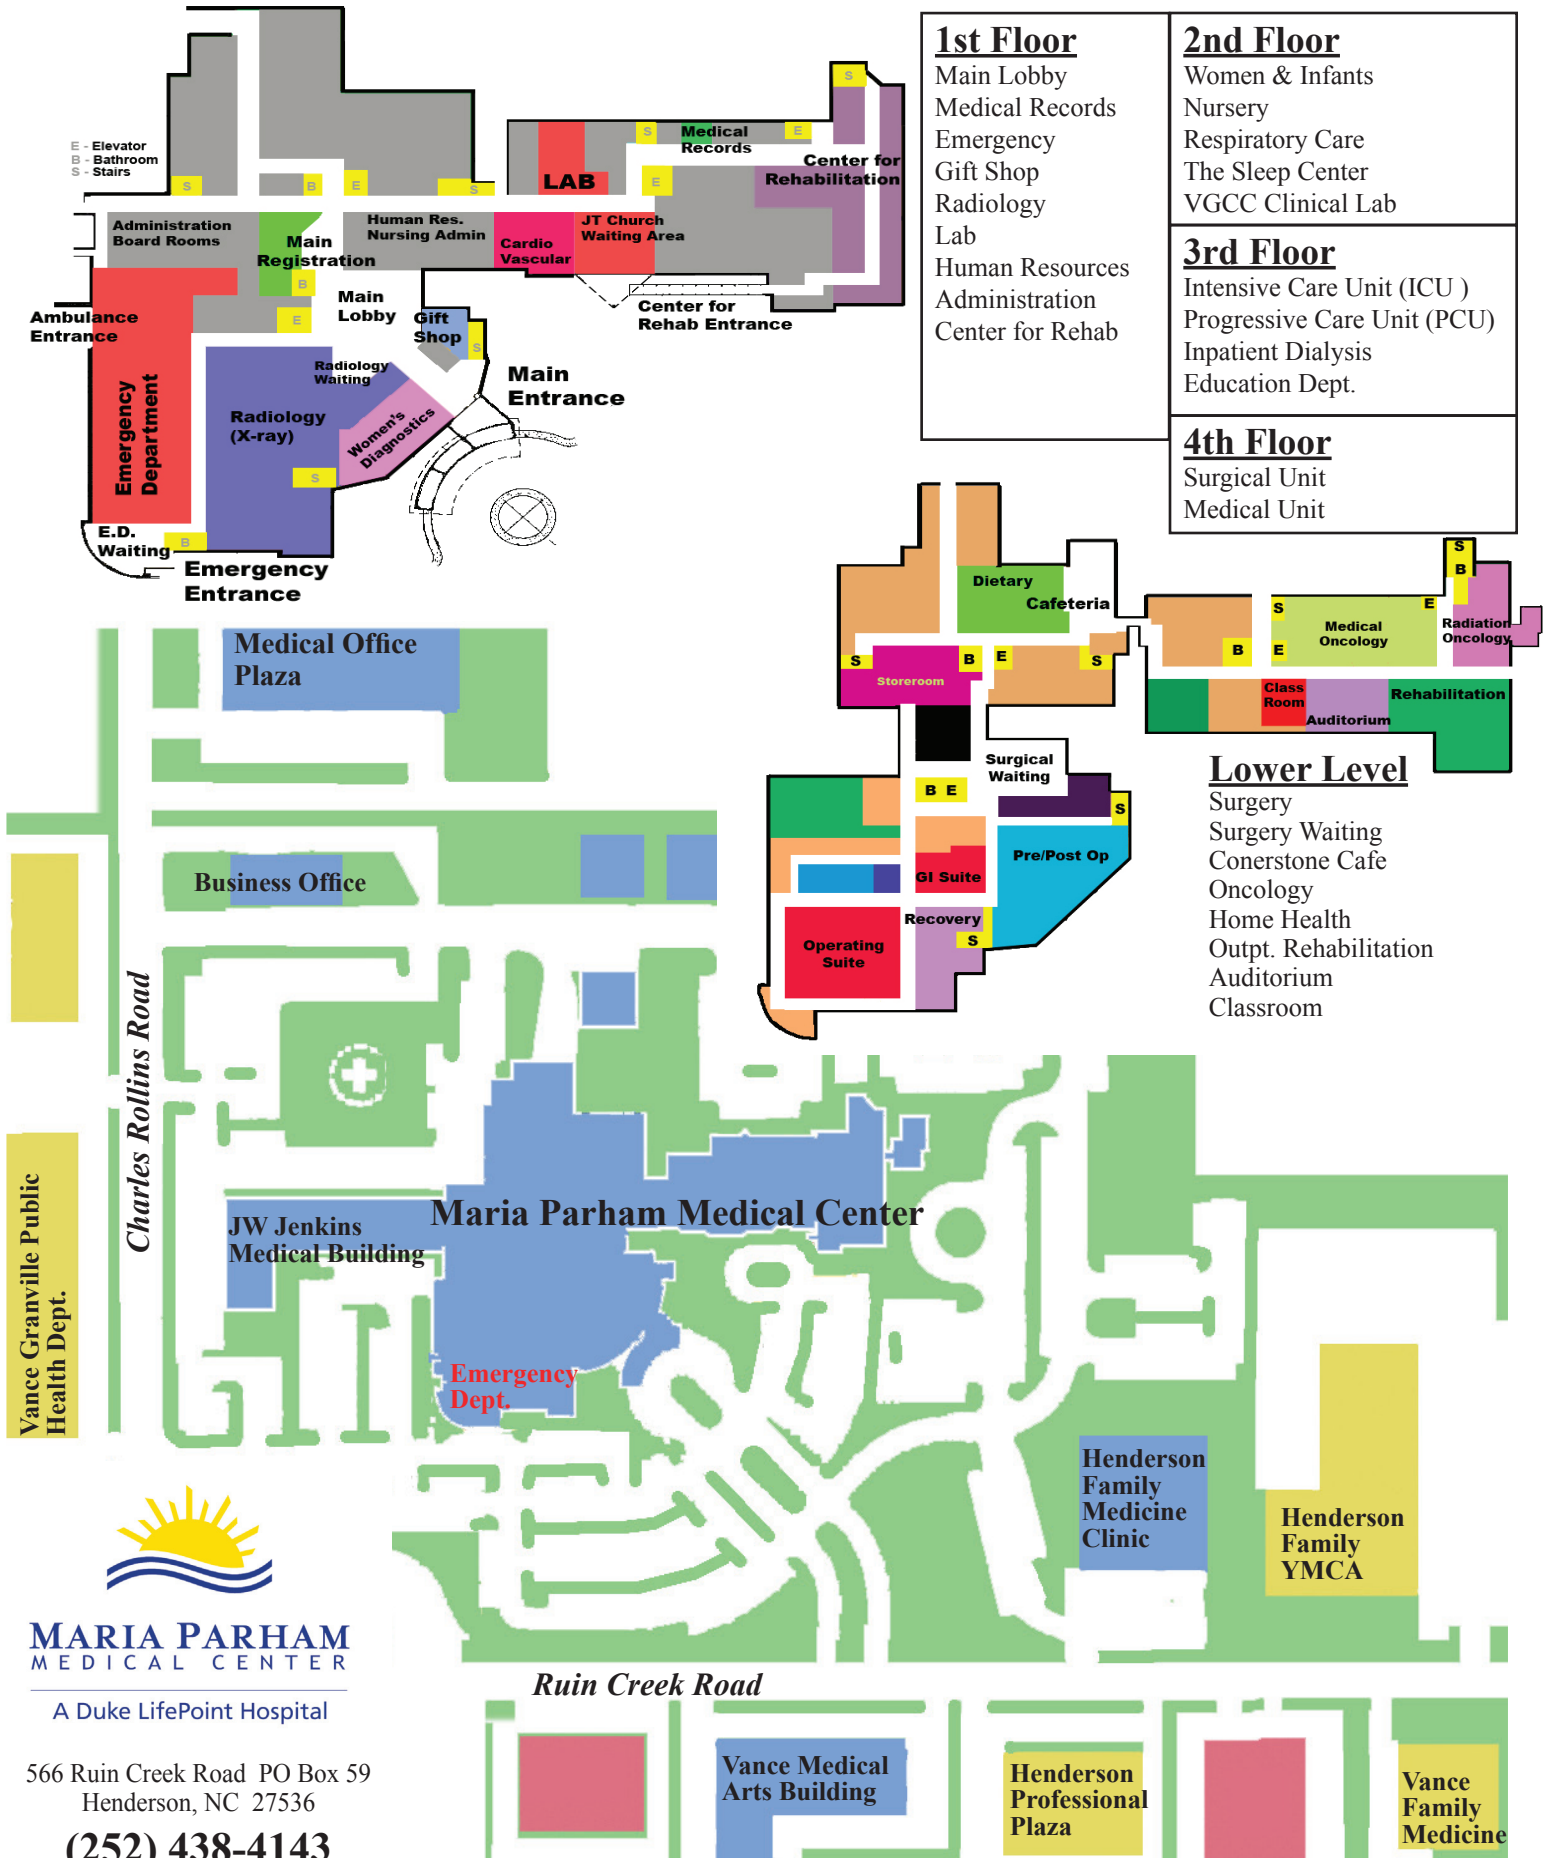 E - Elevator
B - Bathroom
S - Stairs
S
B
E
S
S
Medical
Records
E
S
LAB
E
Center for
Rehabilitation
Administration
Board Rooms
Main
Registration
Human Res.
Nursing Admin
Cardio
Vascular
JT Church
Waiting Area
B
Main
Lobby
Ambulance
Entrance
E
Gift
Shop
S
Center for
Rehab Entrance
Radiology
Waiting
Main
Entrance
Emergency
Department
Radiology
(X-ray)
Women's
Diagnostics
S
E.D.
Waiting
B
Emergency
Entrance
1st Floor
Main Lobby
Medical Records
Emergency
Gift Shop
Radiology
Lab
Human Resources
Administration
Center for Rehab
2nd Floor
Women & Infants
Nursery
Respiratory Care
The Sleep Center
VGCC Clinical Lab
3rd Floor
Intensive Care Unit (ICU )
Progressive Care Unit (PCU)
Inpatient Dialysis
Education Dept.
4th Floor
Surgical Unit
Medical Unit
Dietary
Cafeteria
S
Storeroom
B
E
S
B
S
E
Medical
Oncology
E
S
B
Radiation
Oncology
Class
Room
Auditorium
Rehabilitation
Surgical
Waiting
B E
S
Pre/Post Op
GI Suite
Recovery
S
Operating
Suite
Lower Level
Surgery
Surgery Waiting
Conerstone Cafe
Oncology
Home Health
Outpt. Rehabilitation
Auditorium
Classroom
Medical Office
Plaza
Business Office
Charles Rollins Road
Vance Granville Public
Health Dept.
JW Jenkins
Medical Building
Maria Parham Medical Center
Emergency
Dept.
Henderson
Family
Medicine
Clinic
Henderson
Family
YMCA
Ruin Creek Road
Vance Medical
Arts Building
Henderson
Professional
Plaza
Vance
Family
Medicine
MARIA PARHAM
MEDICAL CENTER
A Duke LifePoint Hospital
566 Ruin Creek Road PO Box 59
Henderson, NC 27536
(252) 438-4143